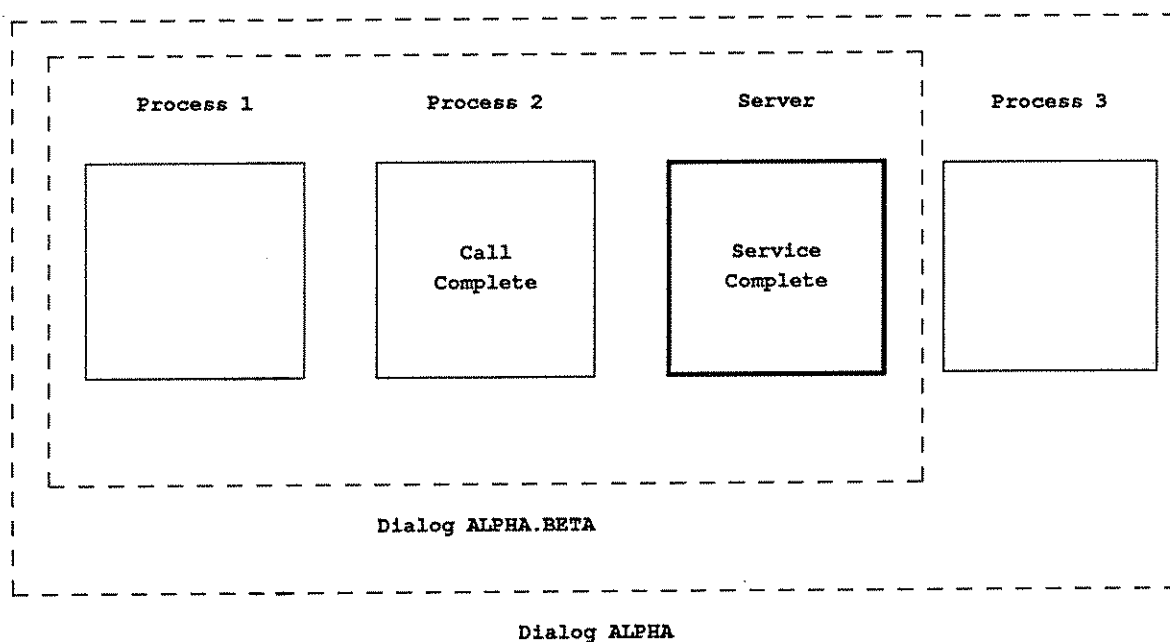 Process 1
Process 2
Server
Process 3
Call
Complete
Service
Complete
Dialog ALPHA.BETA
Dialog ALPHA